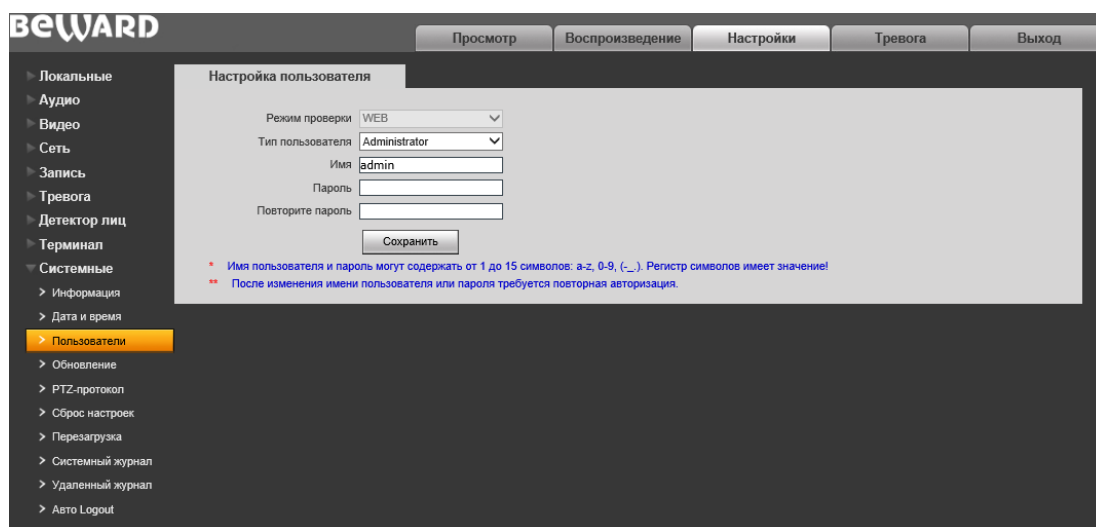 BEWARD
Просмотр Воспроизведение Настройки Тревога Выход
Локальные
Аудио
Видео
Сеть
Запись
Тревога
Детектор лиц
Терминал
Системные
> Информация
> Дата и время
> Пользователи
> Обновление
> PTZ-протокол
> Сброс настроек
> Перезагрузка
> Системный журнал
> Удаленный журнал
> Авто Logout
Настройка пользователя
Режим проверки WEB
Тип пользователя Administrator
Имя admin
Пароль
Повторите пароль
Сохранить
* Имя пользователя и пароль могут содержать от 1 до 15 символов: a-z, 0-9, (-_.). Регистр символов имеет значение!
** После изменения имени пользователя или пароля требуется повторная авторизация.